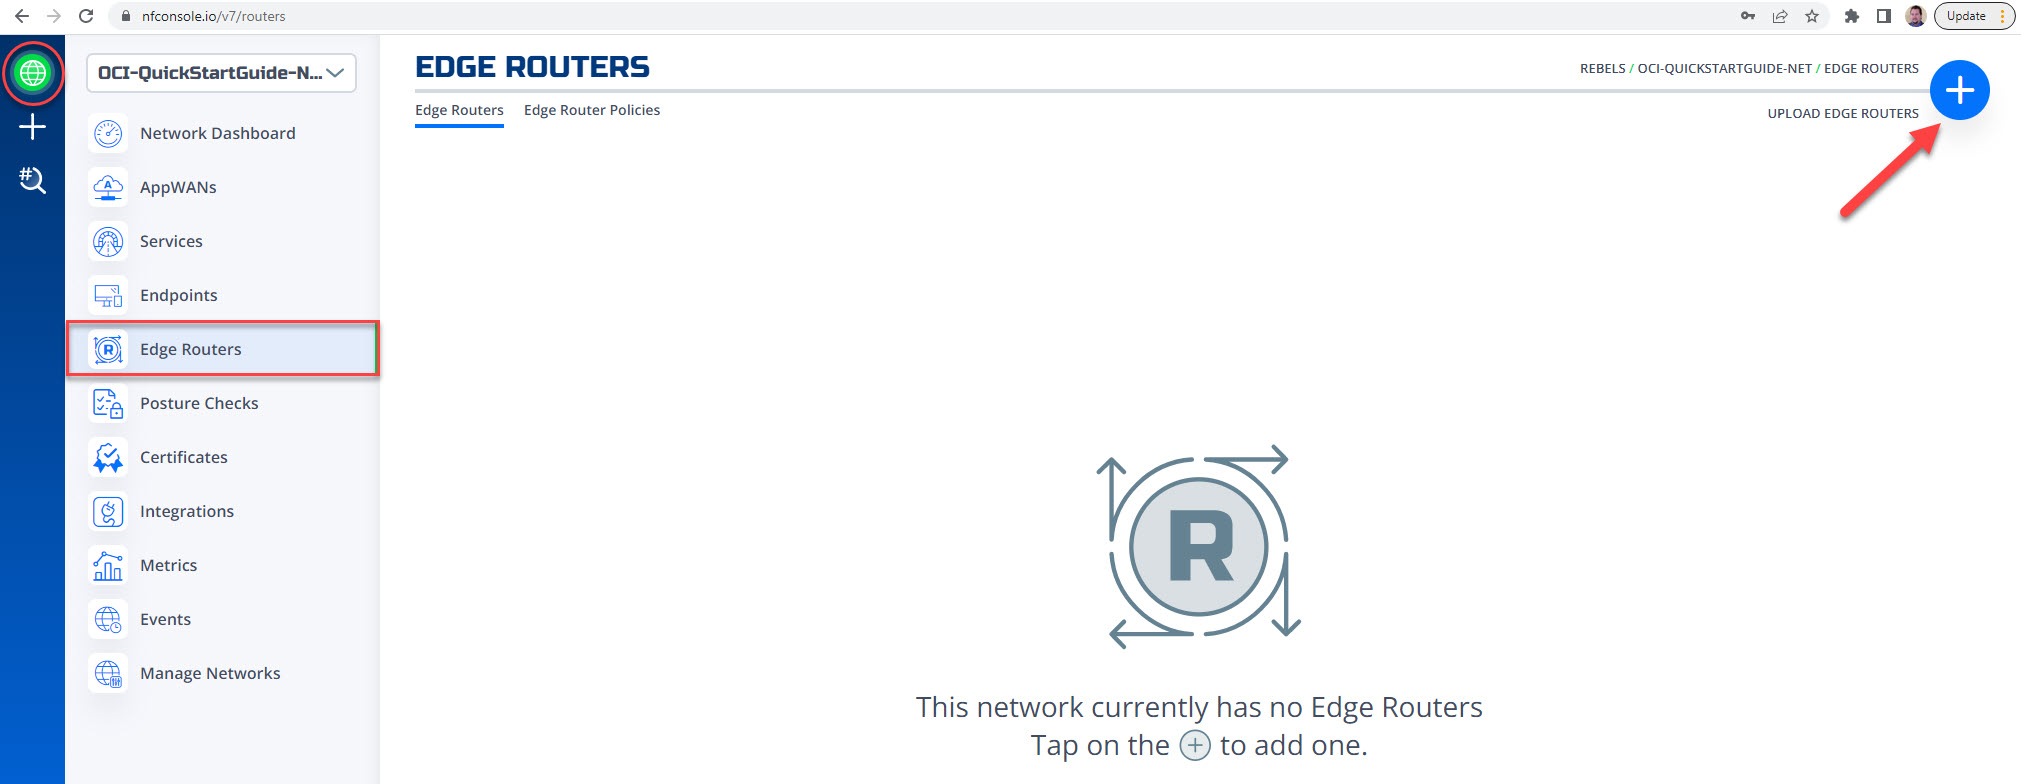 nfconsole.io/v7/routers
Update
OCI-QuickStartGuide-N...
Network Dashboard
AppWANs
Services
Endpoints
Edge Routers
Posture Checks
Certificates
Integrations
Metrics
Events
Manage Networks
EDGE ROUTERS
REBELS / OCI-QUICKSTARTGUIDE-NET / EDGE ROUTERS
Edge Routers
Edge Router Policies
UPLOAD EDGE ROUTERS
R
This network currently has no Edge Routers
Tap on the + to add one.